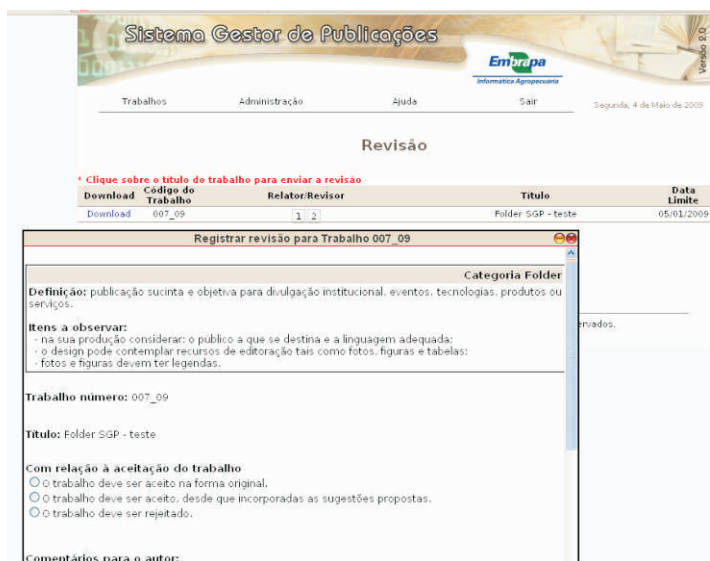 Sistema Gestor de Publicações
Versão 2.0
Embrapa
Informática Agropecuária
Trabalhos Administração Ajuda Sair Segunda, 4 de Maio de 2009
Revisão
* Clique sobre o título do trabalho para enviar a revisão
Download Código do Trabalho Relator/Revisor Título Data Limite
Download 007_09 1 2 Folder SGP - teste 05/01/2009
Registrar revisão para Trabalho 007_09
Categoria Folder
Definição: publicação sucinta e objetiva para divulgação institucional, eventos, tecnologias, produtos ou
serviços.
Itens a observar:
- na sua produção considerar: o público a que se destina e a linguagem adequada;
- o design pode contemplar recursos de editoração tais como fotos, figuras e tabelas;
- fotos e figuras devem ter legendas.
ervados.
Trabalho número: 007_09
Título: Folder SGP - teste
Com relação à aceitação do trabalho
O trabalho deve ser aceito na forma original.
O trabalho deve ser aceito, desde que incorporadas as sugestões propostas.
O trabalho deve ser rejeitado.
Comentários para o autor: